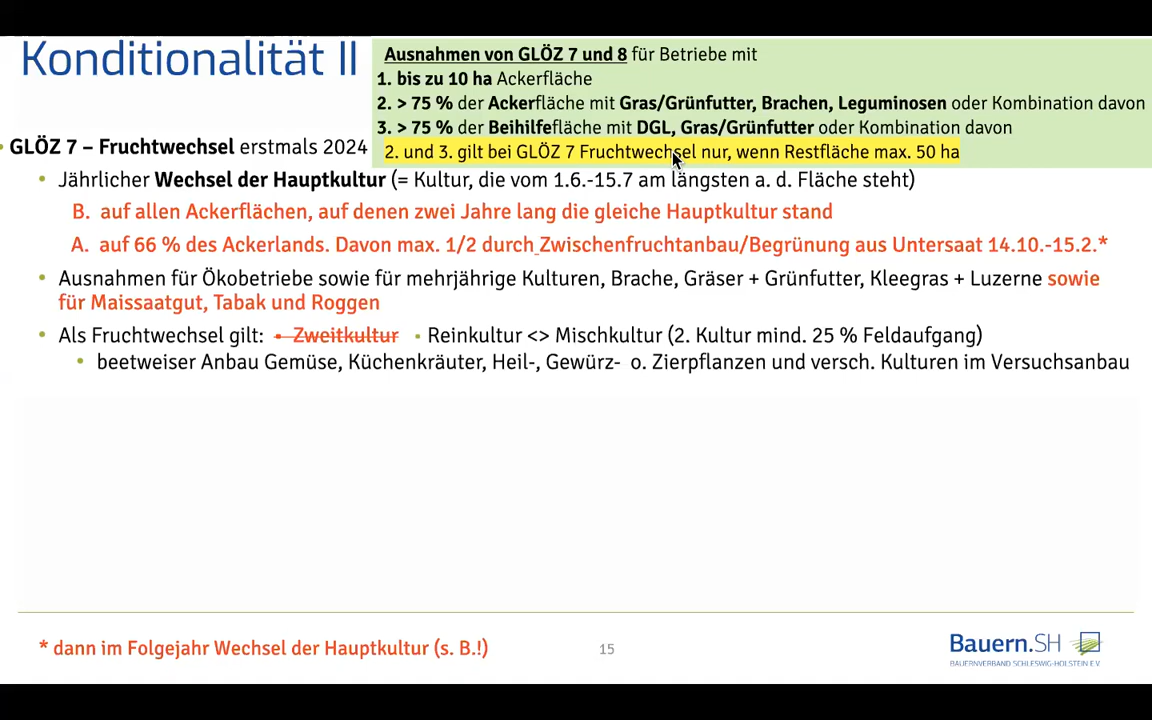 Konditionalität II
Ausnahmen von GLÖZ 7 und 8 für Betriebe mit
1. bis zu 10 ha Ackerfläche
2. > 75 % der Ackerfläche mit Gras/Grünfutter, Brachen, Leguminosen oder Kombination davon
3. > 75 % der Beihilfefläche mit DGL, Gras/Grünfutter oder Kombination davon
2. und 3. gilt bei GLÖZ 7 Fruchtwechsel nur, wenn Restfläche max. 50 ha
• GLÖZ 7 – Fruchtwechsel erstmals 2024
• Jährlicher Wechsel der Hauptkultur (= Kultur, die vom 1.6.-15.7 am längsten a. d. Fläche steht)
B. auf allen Ackerflächen, auf denen zwei Jahre lang die gleiche Hauptkultur stand
A. auf 66 % des Ackerlands. Davon max. 1/2 durch Zwischenfruchtanbau/Begrünung aus Untersaat 14.10.-15.2.*
• Ausnahmen für Ökobetriebe sowie für mehrjährige Kulturen, Brache, Gräser + Grünfutter, Kleegras + Luzerne sowie
für Maissaatgut, Tabak und Roggen
• Als Fruchtwechsel gilt: • Zweitkultur • Reinkultur <> Mischkultur (2. Kultur mind. 25 % Feldaufgang)
• beetweiser Anbau Gemüse, Küchenkräuter, Heil-, Gewürz- o. Zierpflanzen und versch. Kulturen im Versuchsanbau
* dann im Folgejahr Wechsel der Hauptkultur (s. B.!)
15
Bauern.SH
BAUERNVERBAND SCHLESWIG-HOLSTEIN E.V.